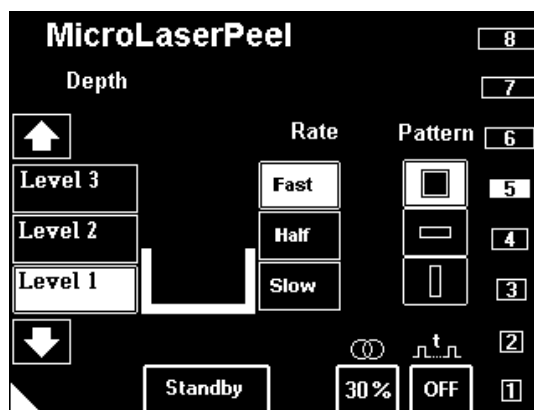 MicroLaserPeel
8
Depth
7
Rate
Pattern
6
Level 3
Fast
5
Level 2
Half
4
Level 1
Slow
3
t
2
Standby
30%
OFF
1